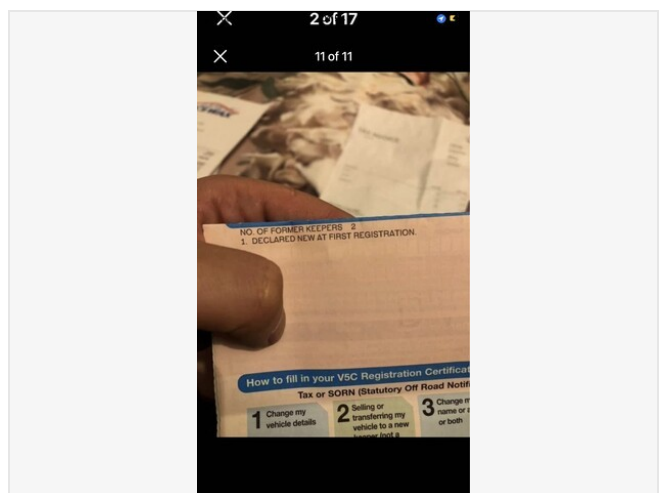 2 of 17
11 of 11
NO. OF FORMER KEEPERS 2
1. DECLARED NEW AT FIRST REGISTRATION.
How to fill in your V5C Registration Certificat
Tax or SORN (Statutory Off Road Notif
1 Change my
vehicle details
2 Selling or
transferring my
vehicle to a new
keeper (not a
3 Change m
name or a
or both